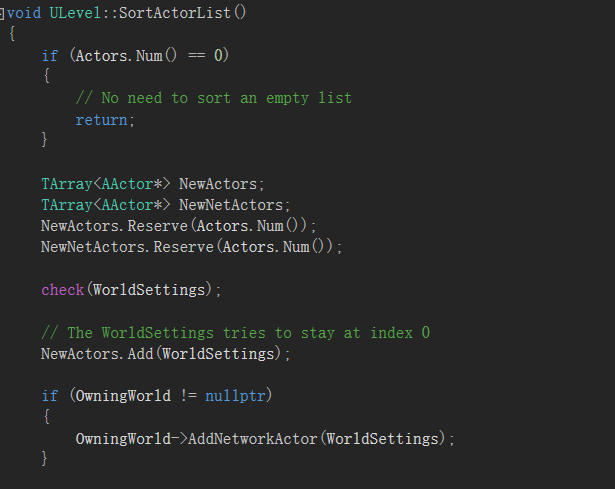 void ULevel::SortActorList()
{
    if (Actors.Num() == 0)
    {
        // No need to sort an empty list
        return;
    }

    TArray<AActor*> NewActors;
    TArray<AActor*> NewNetActors;
    NewActors.Reserve(Actors.Num());
    NewNetActors.Reserve(Actors.Num());

    check(WorldSettings);

    // The WorldSettings tries to stay at index 0
    NewActors.Add(WorldSettings);

    if (OwningWorld != nullptr)
    {
        OwningWorld->AddNetworkActor(WorldSettings);
    }